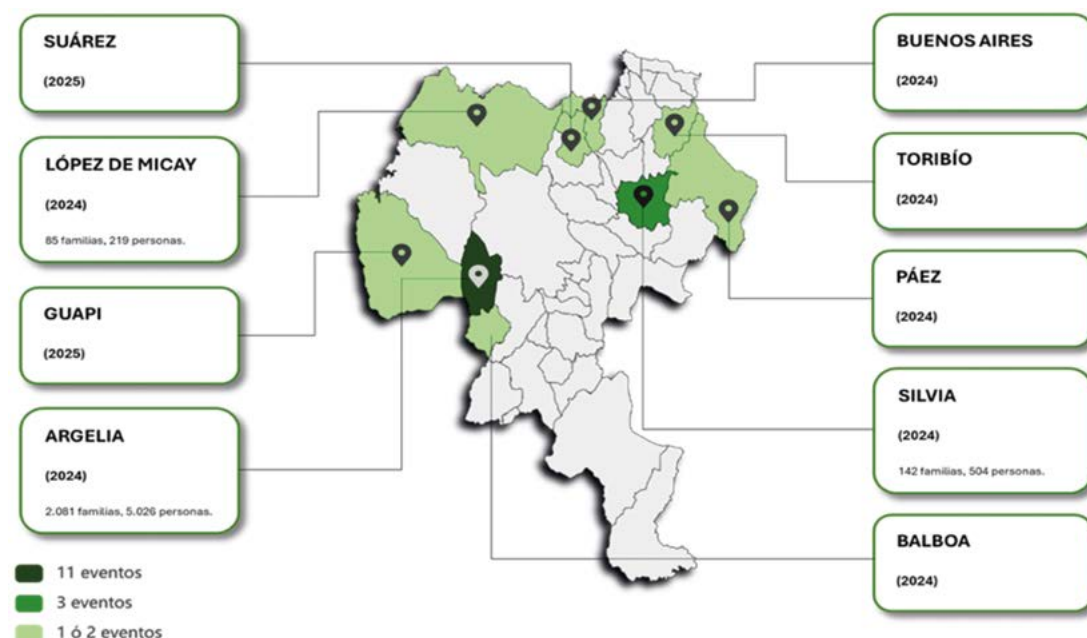 SUÁREZ
(2025)
LÓPEZ DE MICAY
(2024)
85 familias, 219 personas.
GUAPI
(2025)
ARGELIA
(2024)
2.081 familias, 5.026 personas.
11 eventos
3 eventos
1 ó 2 eventos
BUENOS AIRES
(2024)
TORIBÍO
(2024)
PÁEZ
(2024)
SILVIA
(2024)
142 familias, 504 personas.
BALBOA
(2024)